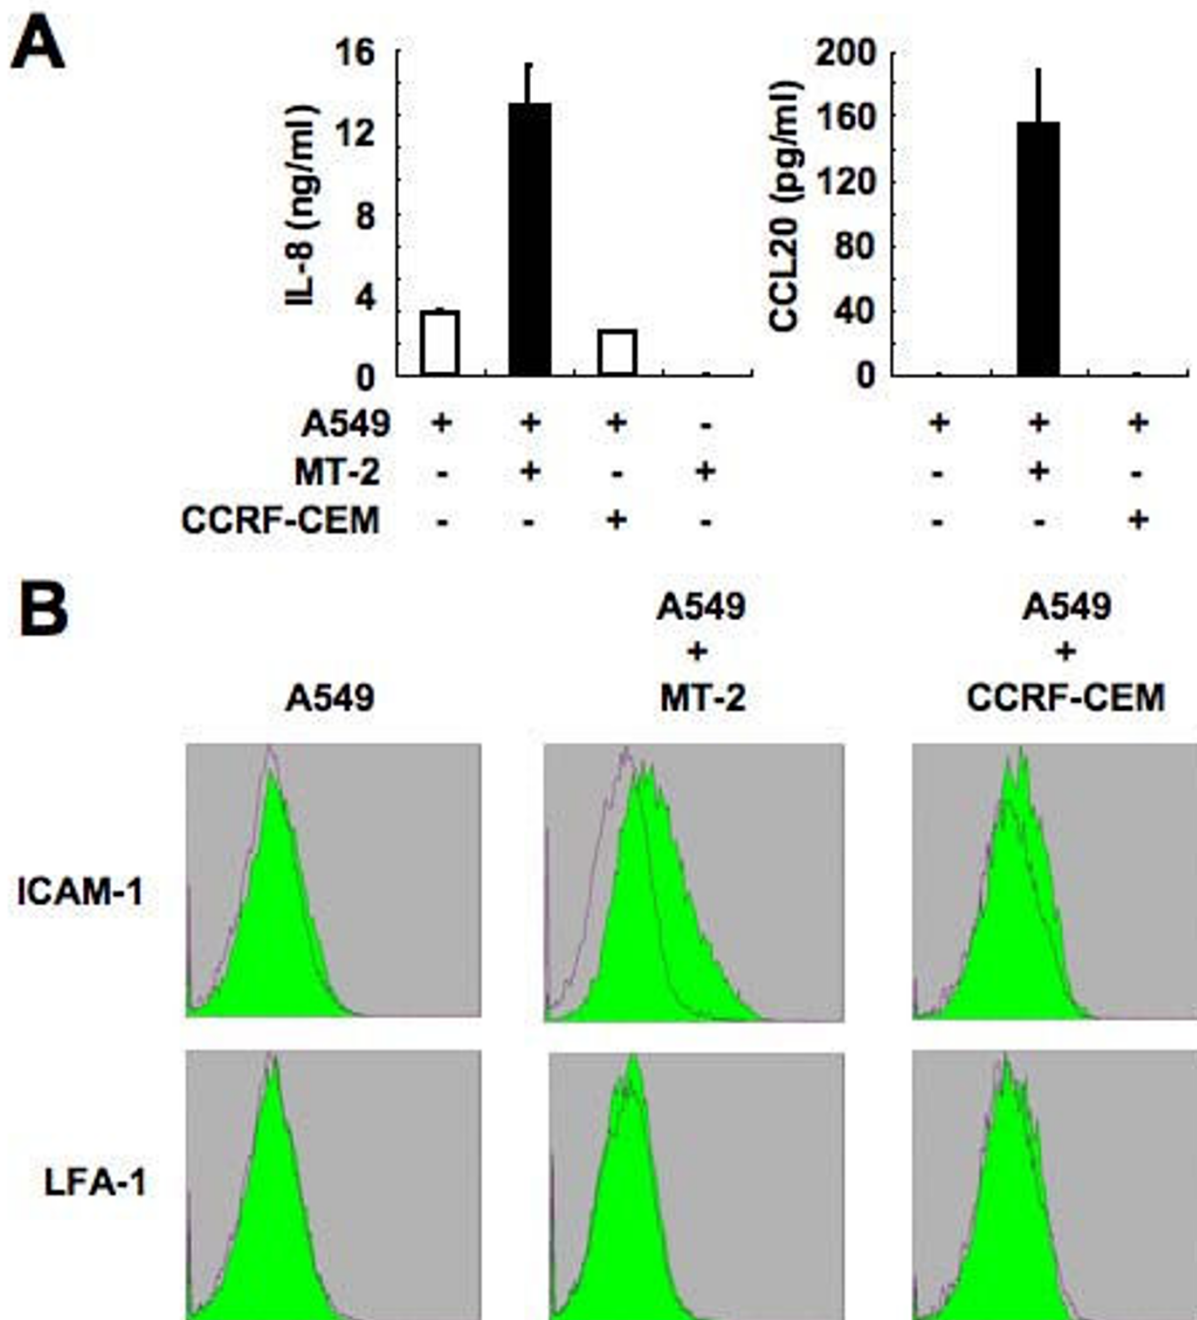 A
IL-8 (ng/ml)
16
12
8
4
0
CCL20 (pg/ml)
200
160
120
80
40
0
A549 + + + - + + +
MT-2 - + - + - + -
CCRF-CEM - - + - - - +
B
A549
A549
+
MT-2
A549
+
CCRF-CEM
ICAM-1
LFA-1